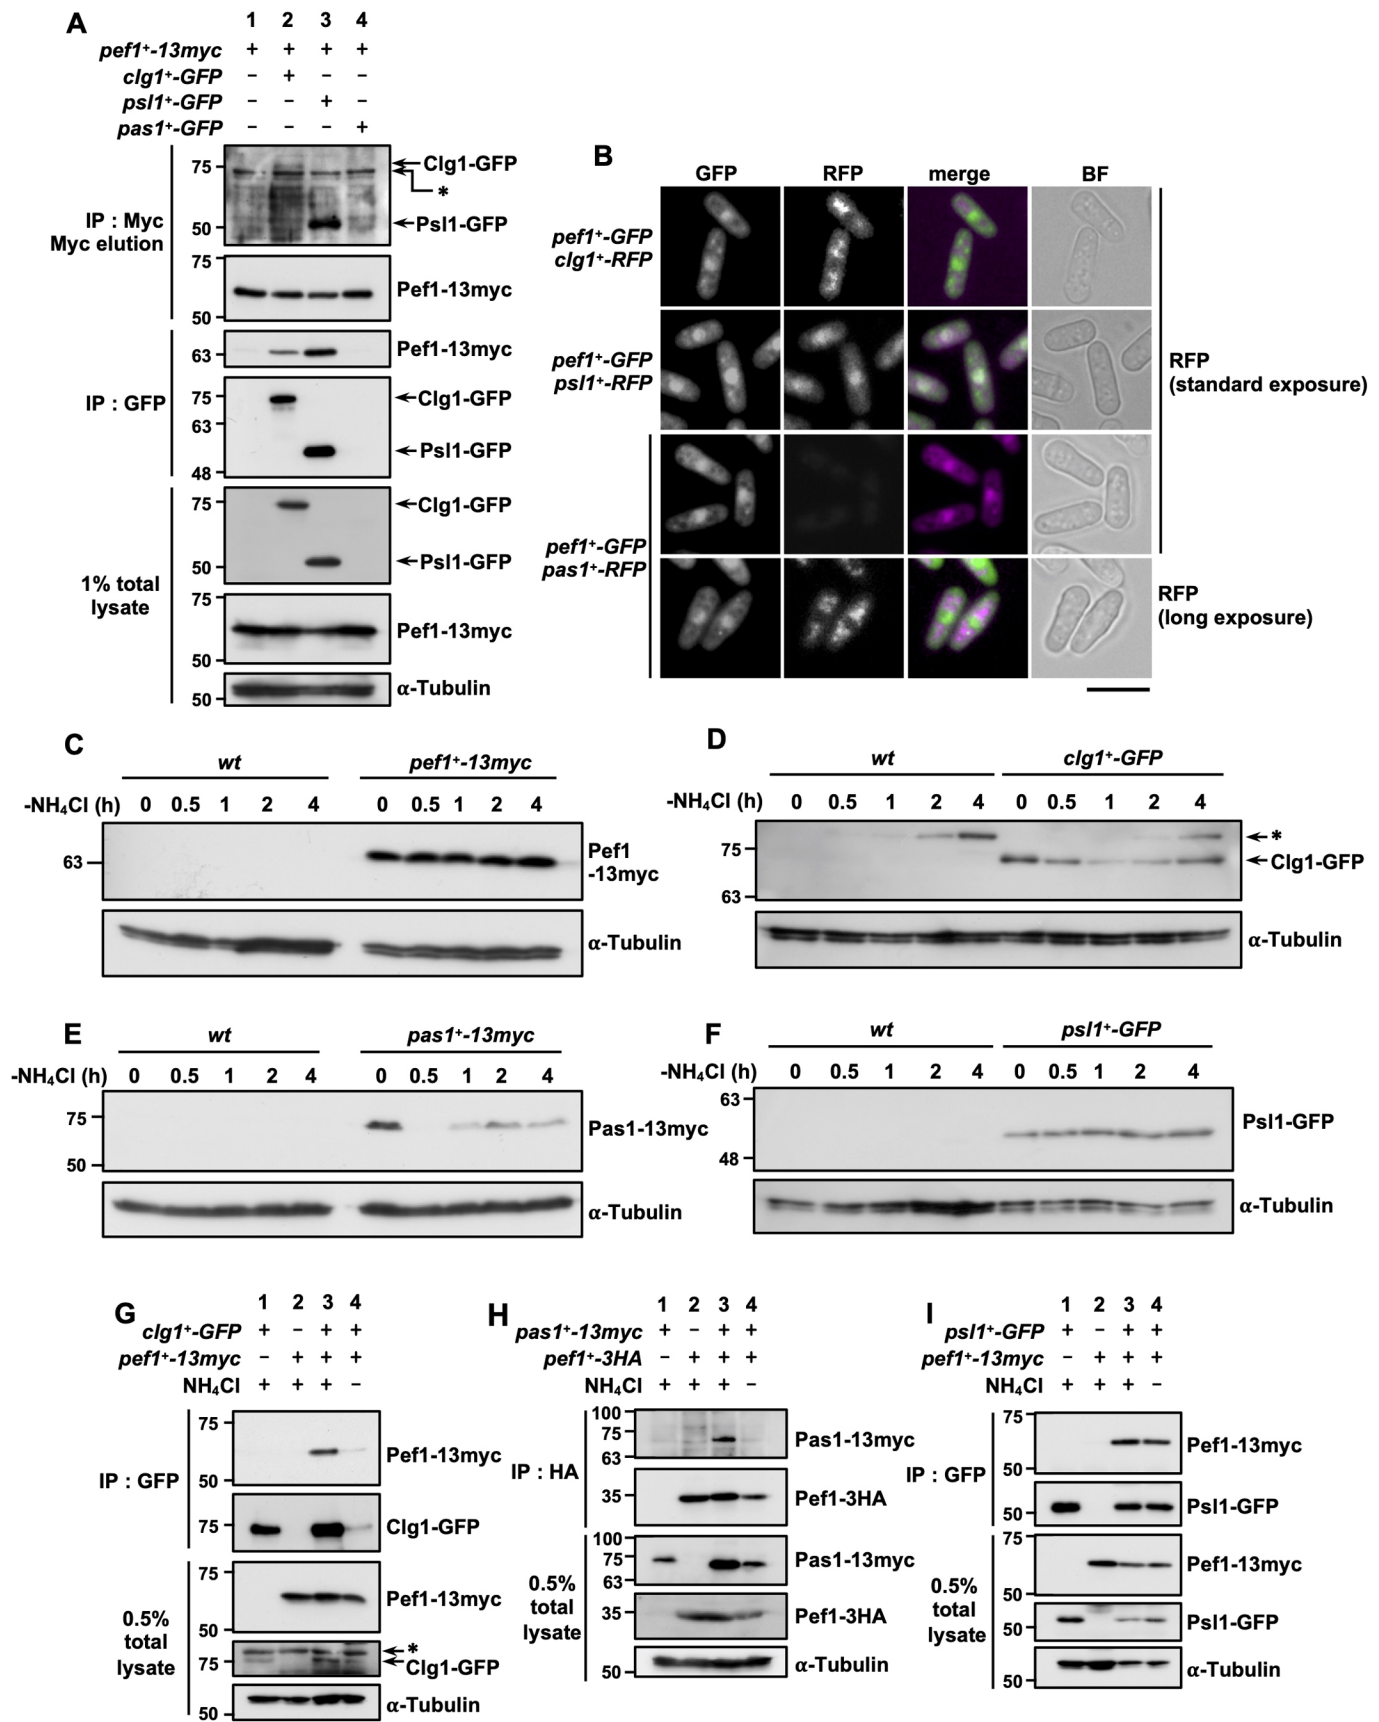 A
1 2 3 4
pef1⁺-13myc + + + +
clg1⁺-GFP − + − −
psl1⁺-GFP − − + −
pas1⁺-GFP − − − +
75
50
Clg1-GFP
*
Psl1-GFP
IP : Myc
Myc elution
75
50
Pef1-13myc
63
Pef1-13myc
IP : GFP
75
63
48
Clg1-GFP
Psl1-GFP
75
50
Clg1-GFP
Psl1-GFP
1% total
lysate
75
50
Pef1-13myc
50
α-Tubulin
B
GFP RFP merge BF
pef1⁺-GFP
clg1⁺-RFP
pef1⁺-GFP
psl1⁺-RFP
RFP
(standard exposure)
pef1⁺-GFP
pas1⁺-RFP
RFP
(long exposure)
C
wt pef1⁺-13myc
-NH₄Cl (h) 0 0.5 1 2 4 0 0.5 1 2 4
63
Pef1
-13myc
α-Tubulin
D
wt clg1⁺-GFP
-NH₄Cl (h) 0 0.5 1 2 4 0 0.5 1 2 4
75
63
*
Clg1-GFP
α-Tubulin
E
wt pas1⁺-13myc
-NH₄Cl (h) 0 0.5 1 2 4 0 0.5 1 2 4
75
50
Pas1-13myc
α-Tubulin
F
wt psl1⁺-GFP
-NH₄Cl (h) 0 0.5 1 2 4 0 0.5 1 2 4
63
48
Psl1-GFP
α-Tubulin
G
1 2 3 4
clg1⁺-GFP + − + +
pef1⁺-13myc − + + +
NH₄Cl + + + −
IP : GFP
75
50
Pef1-13myc
75
Clg1-GFP
0.5%
total
lysate
75
50
Pef1-13myc
75
*
Clg1-GFP
50
α-Tubulin
H
1 2 3 4
pas1⁺-13myc + − + +
pef1⁺-3HA − + + +
NH₄Cl + + + −
IP : HA
100
75
63
Pas1-13myc
35
Pef1-3HA
0.5%
total
lysate
100
75
63
Pas1-13myc
35
Pef1-3HA
50
α-Tubulin
I
1 2 3 4
psl1⁺-GFP + − + +
pef1⁺-13myc − + + +
NH₄Cl + + + −
IP : GFP
75
50
Pef1-13myc
50
Psl1-GFP
0.5%
total
lysate
75
50
Pef1-13myc
50
Psl1-GFP
50
α-Tubulin